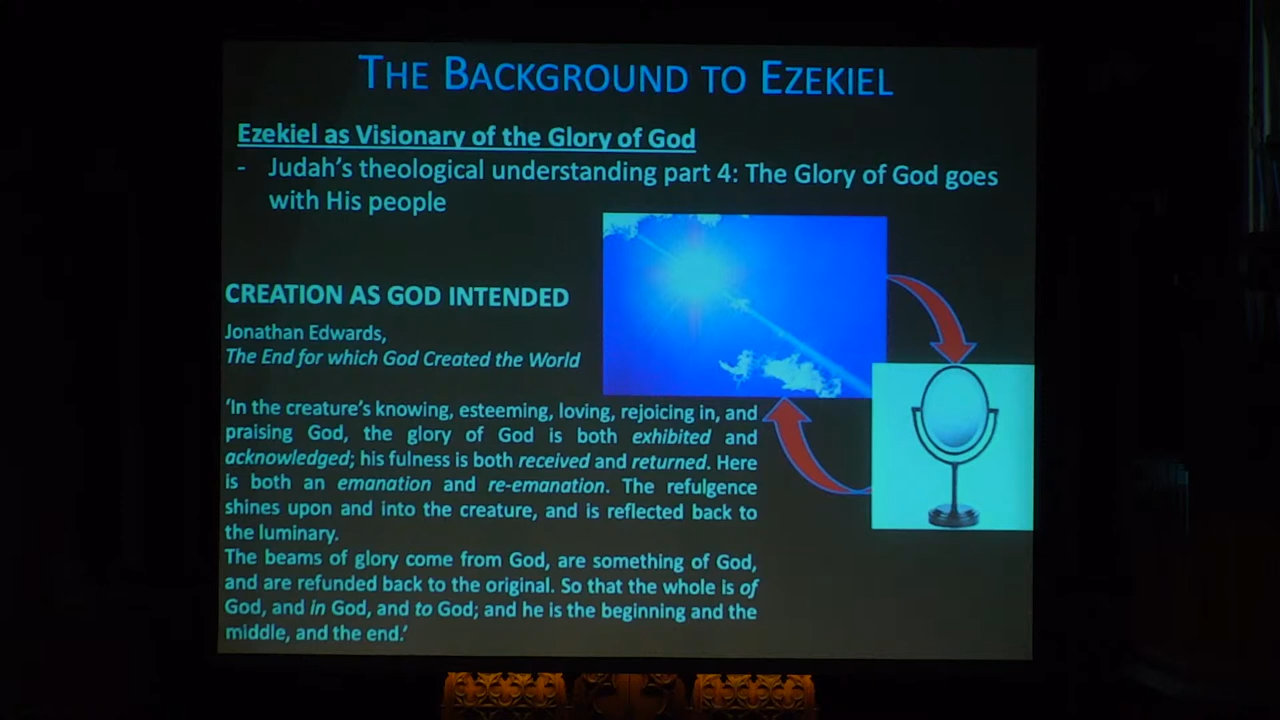 THE BACKGROUND TO EZEKIEL
Ezekiel as Visionary of the Glory of God
- Judah's theological understanding part 4: The Glory of God goes
with His people
CREATION AS GOD INTENDED
Jonathan Edwards,
The End for which God Created the World
'In the creature's knowing, esteeming, loving, rejoicing in, and
praising God, the glory of God is both exhibited and
acknowledged; his fulness is both received and returned. Here
is both an emanation and re-emanation. The refulgence
shines upon and into the creature, and is reflected back to
the luminary.
The beams of glory come from God, are something of God,
and are refunded back to the original. So that the whole is of
God, and in God, and to God; and he is the beginning and the
middle, and the end.'